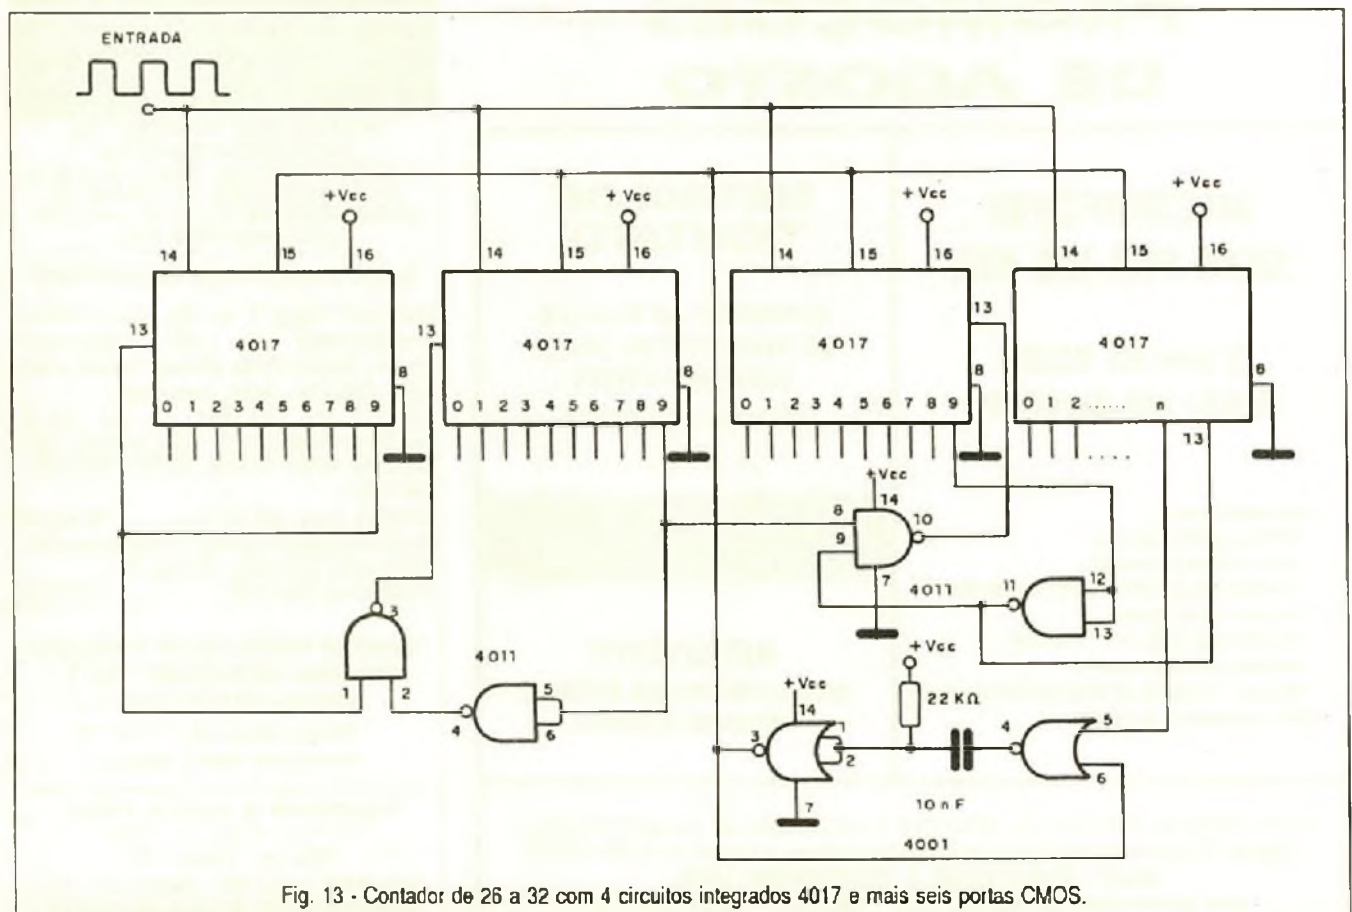 ENTRADA
+Vcc +Vcc +Vcc +Vcc
14 15 16 14 15 16 14 15 16 14 15 16
13 4017 8
13 4017 8
4017 13 8
4017 8
0 1 2 3 4 5 6 7 8 9
0 1 2 3 4 5 6 7 8 9
0 1 2 3 4 5 6 7 8 9
0 1 2 ...... n
13
....
+Vcc
14
8 10
9
7
4011
11 12
13
3
1 2
4011
4 5
6
+Vcc
22 KΩ
+Vcc
14
3 1
2
7
10 nF
4 5
6
4001
Fig. 13 - Contador de 26 a 32 com 4 circuitos integrados 4017 e mais seis portas CMOS.